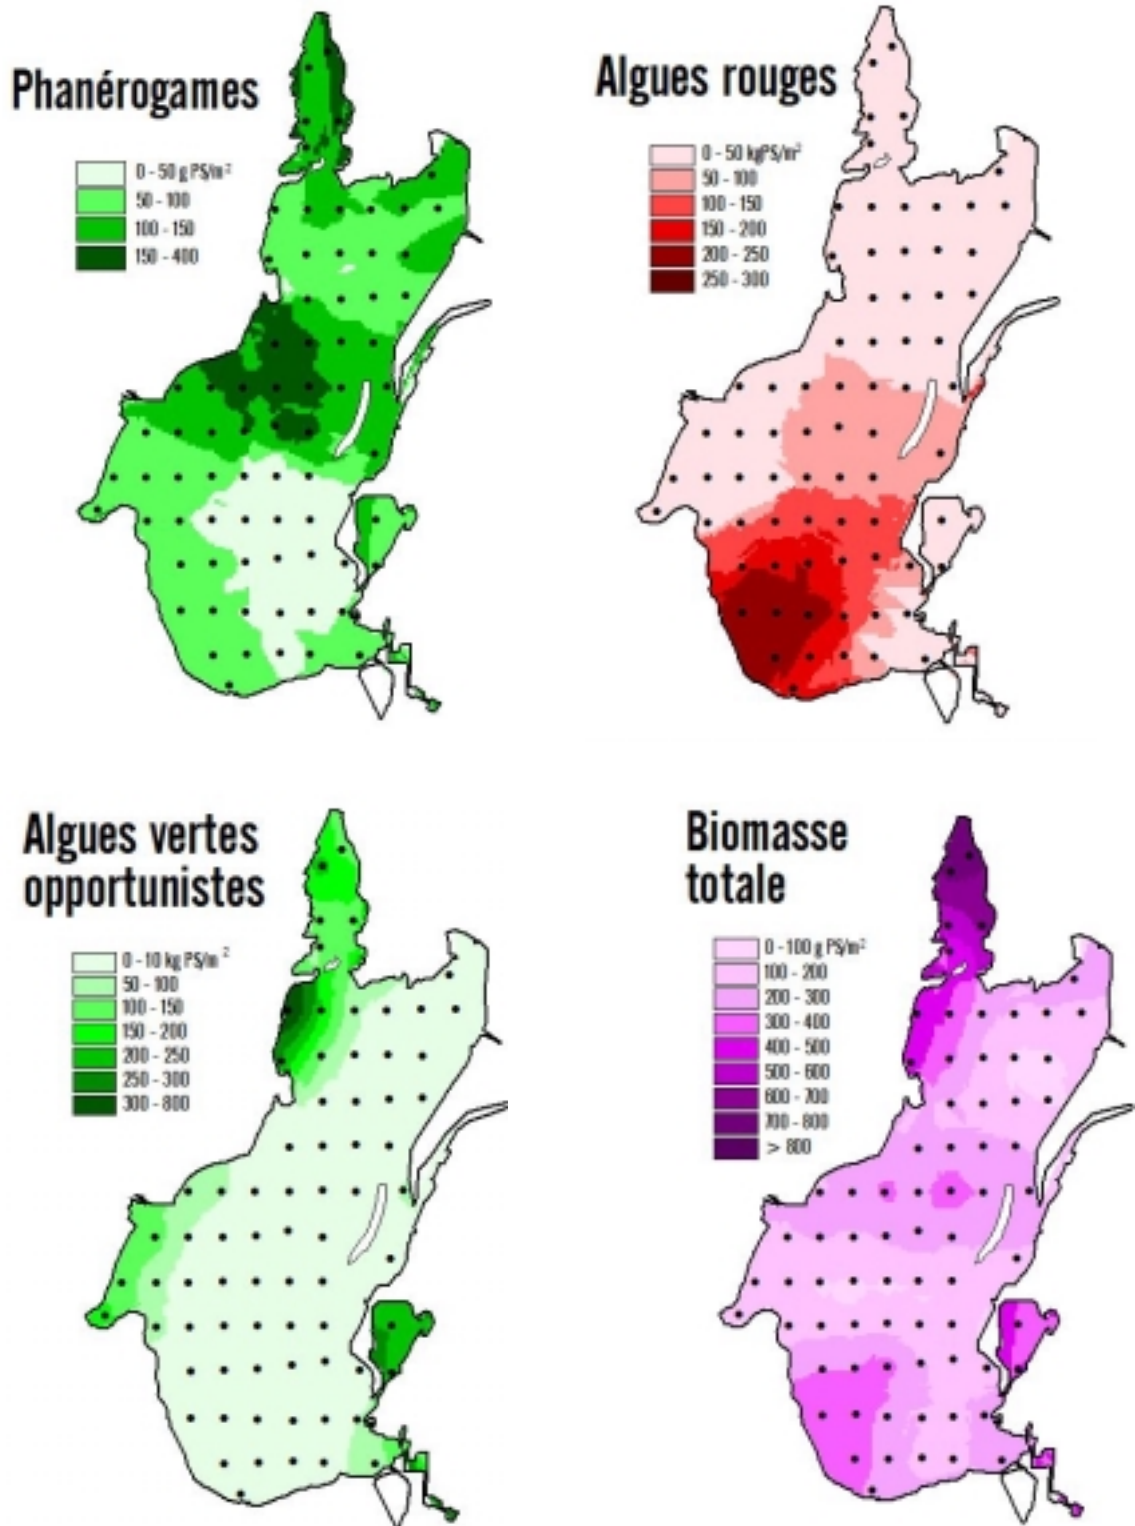 Phanérogames
0 - 50 g PS/m²
50 - 100
100 - 150
150 - 400
Algues rouges
0 - 50 kgPS/m²
50 - 100
100 - 150
150 - 200
200 - 250
250 - 300
Algues vertes
opportunistes
0 - 10 kg PS/m ²
50 - 100
100 - 150
150 - 200
200 - 250
250 - 300
300 - 800
Biomasse
totale
0 - 100 g PS/m²
100 - 200
200 - 300
300 - 400
400 - 500
500 - 600
600 - 700
700 - 800
> 800